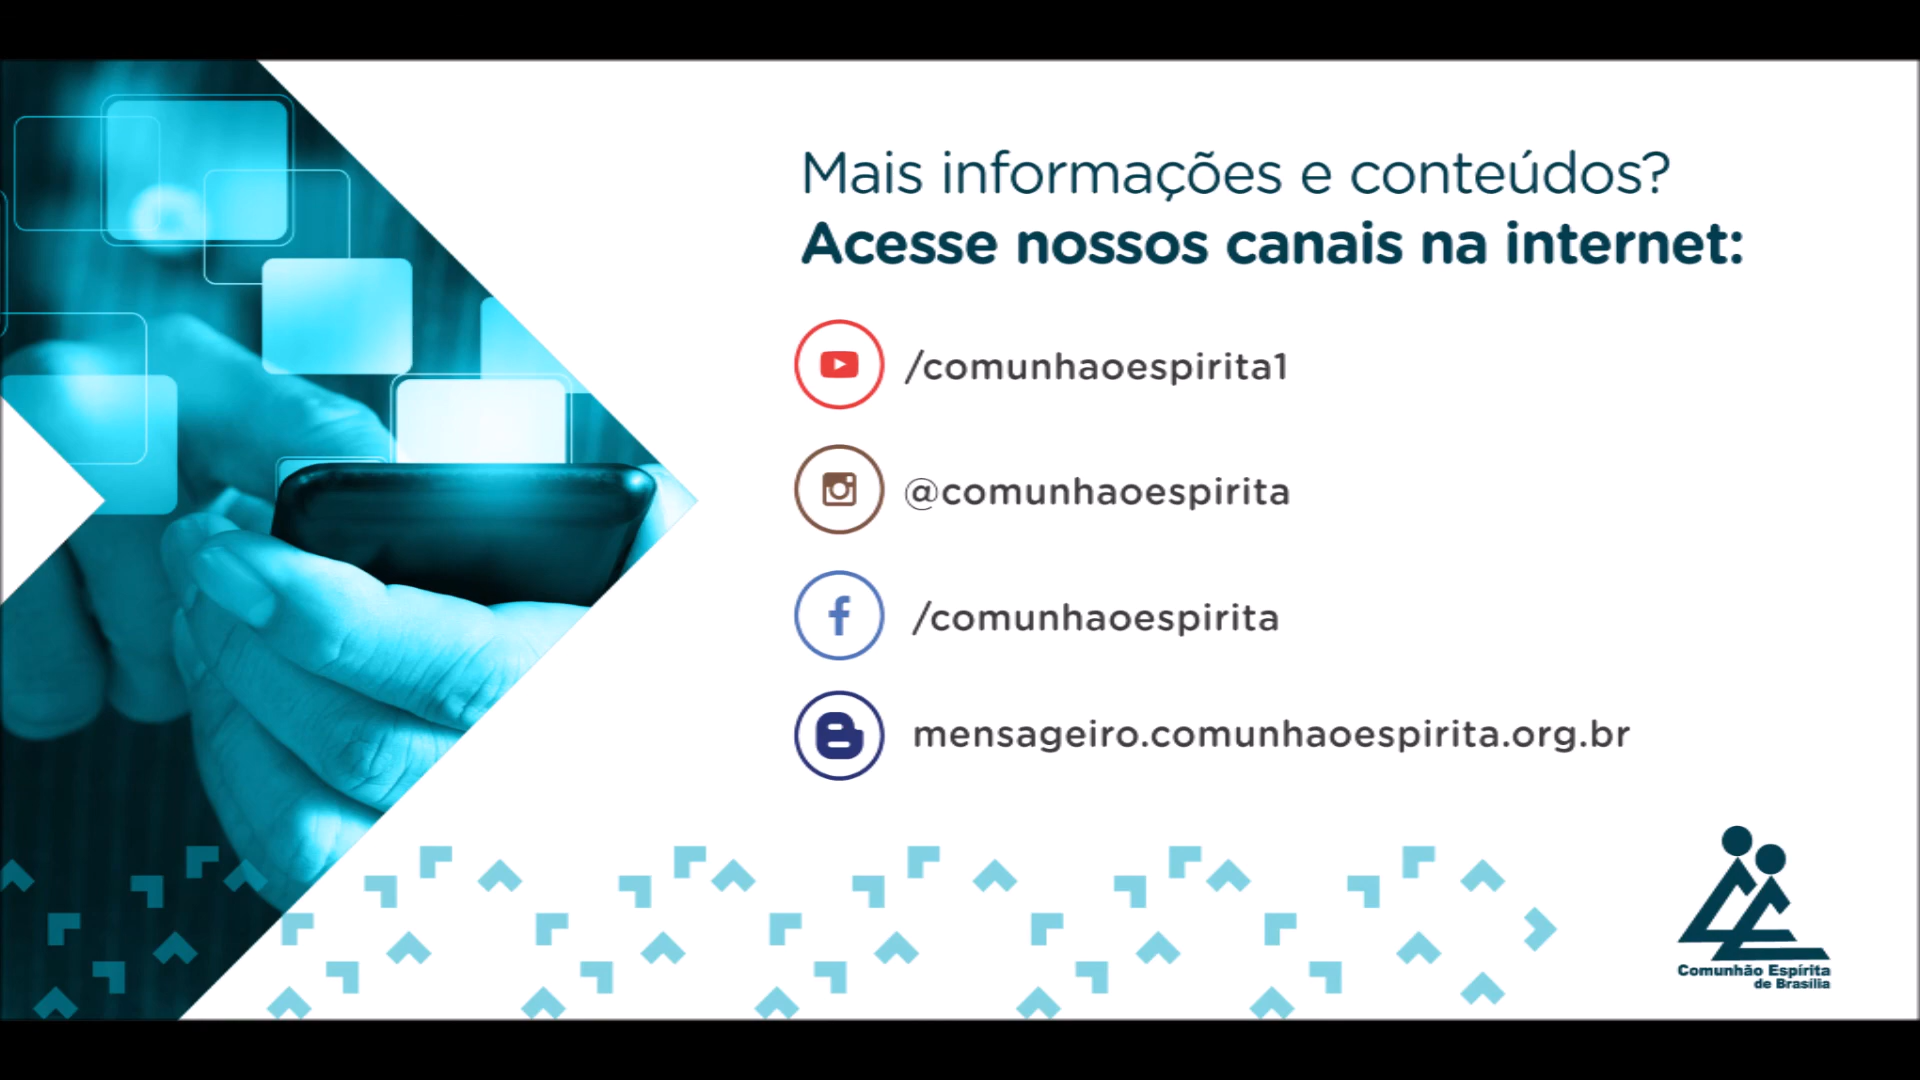 Mais informações e conteúdos?
Acesse nossos canais na internet:
/comunhaoespirita1
@comunhaoespirita
/comunhaoespirita
mensageiro.comunhaoespirita.org.br
Comunhão Espírita
de Brasília